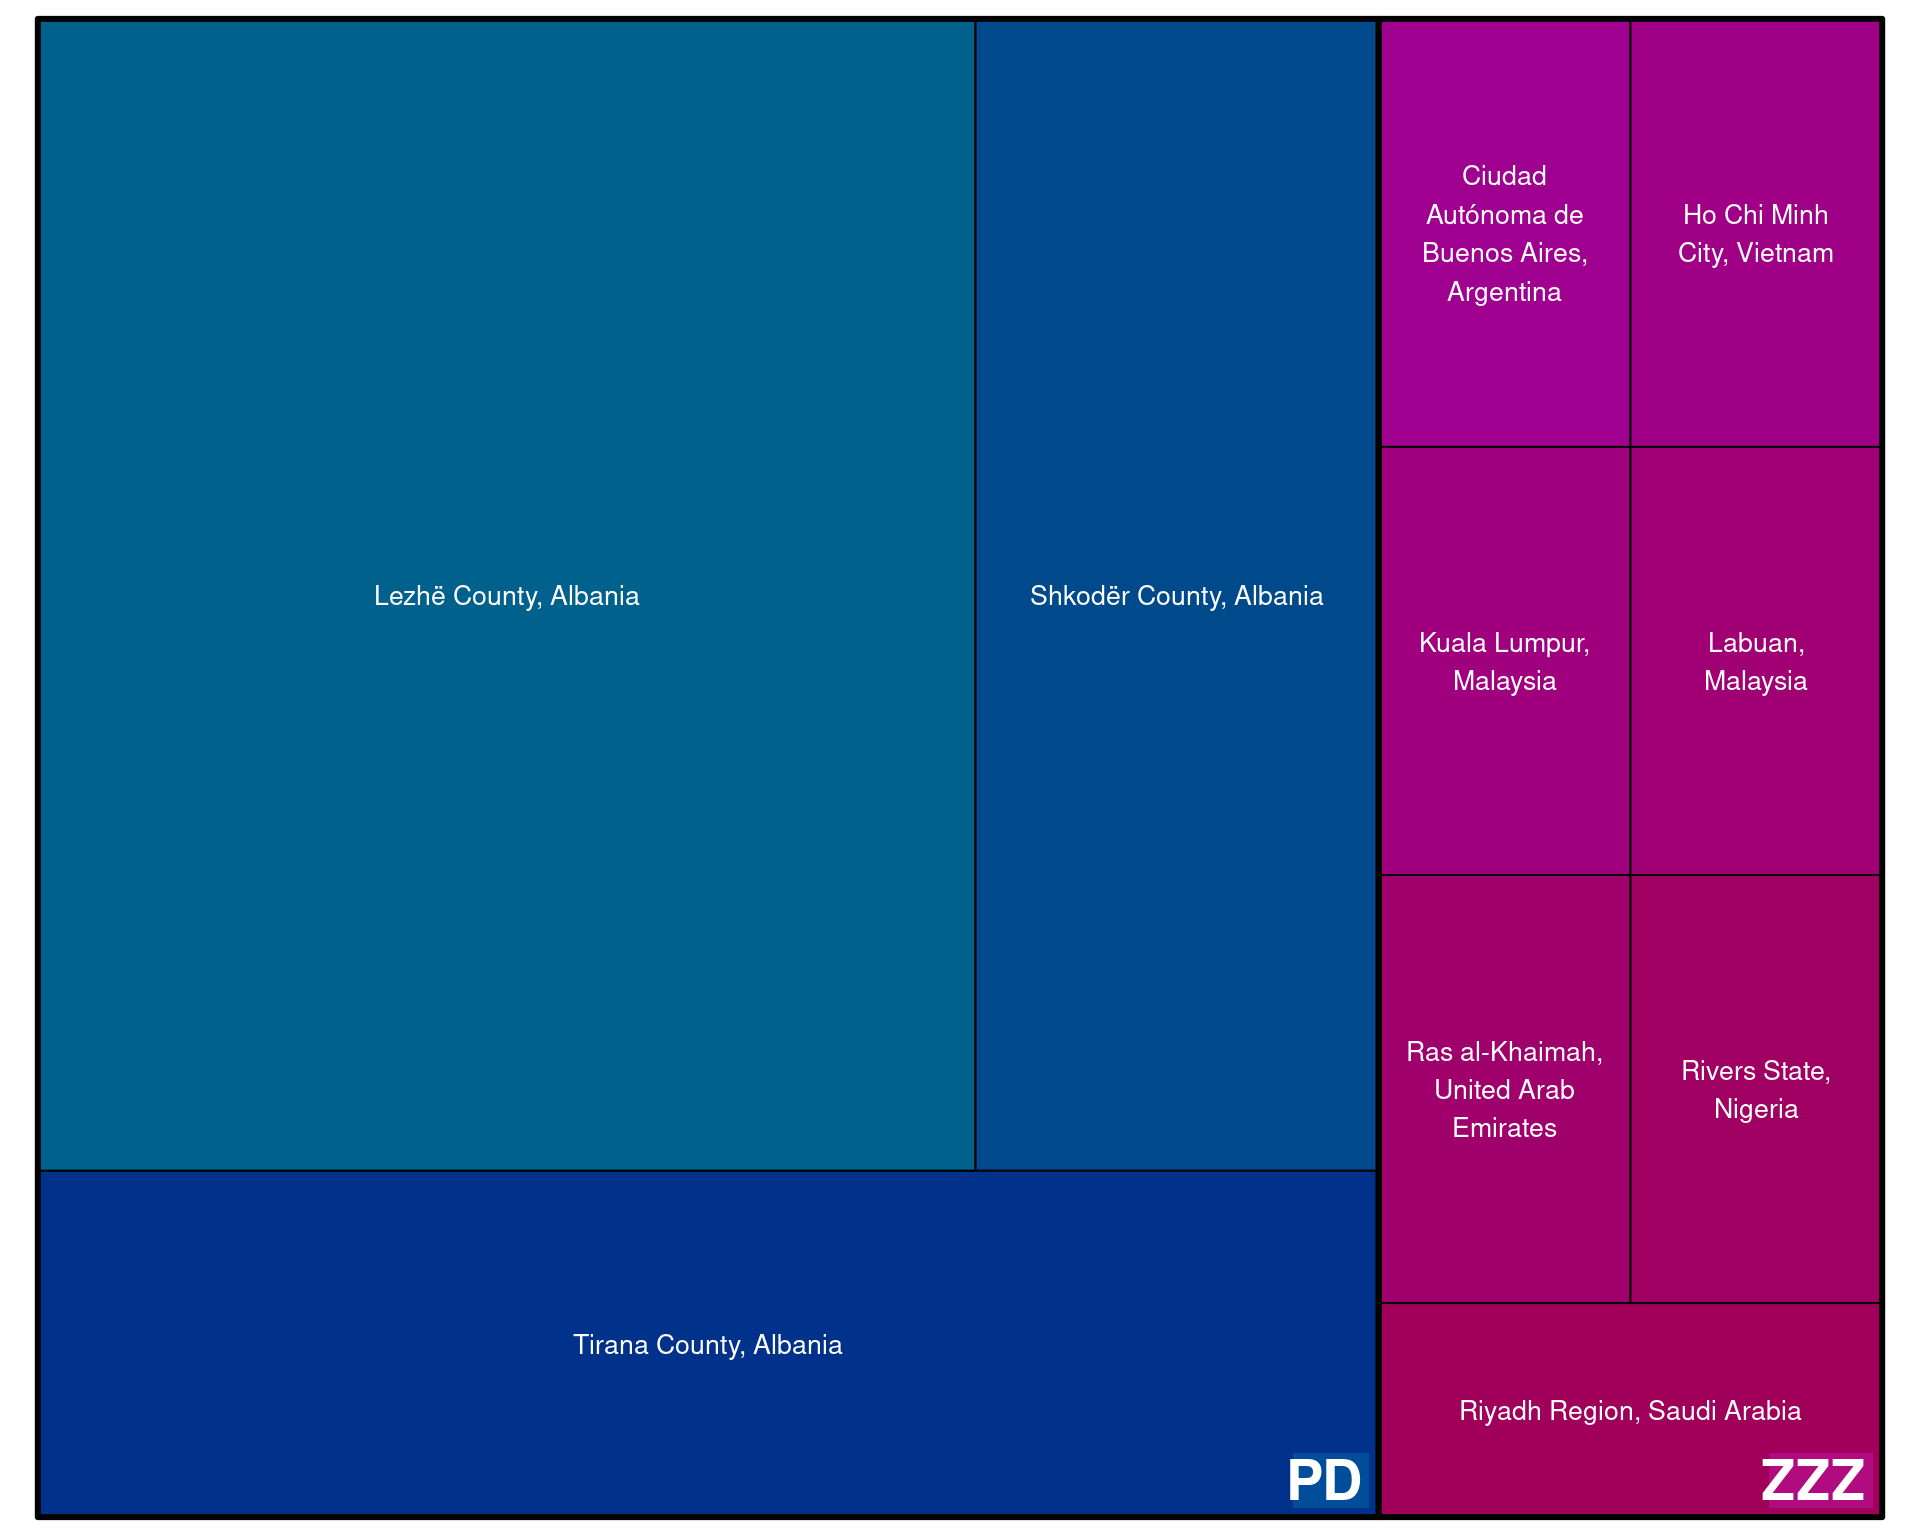 Lezhë County, Albania
Shkodër County, Albania
Tirana County, Albania
PD
Ciudad
Autónoma de
Buenos Aires,
Argentina
Ho Chi Minh
City, Vietnam
Kuala Lumpur,
Malaysia
Labuan,
Malaysia
Ras al-Khaimah,
United Arab
Emirates
Rivers State,
Nigeria
Riyadh Region, Saudi Arabia
ZZZ